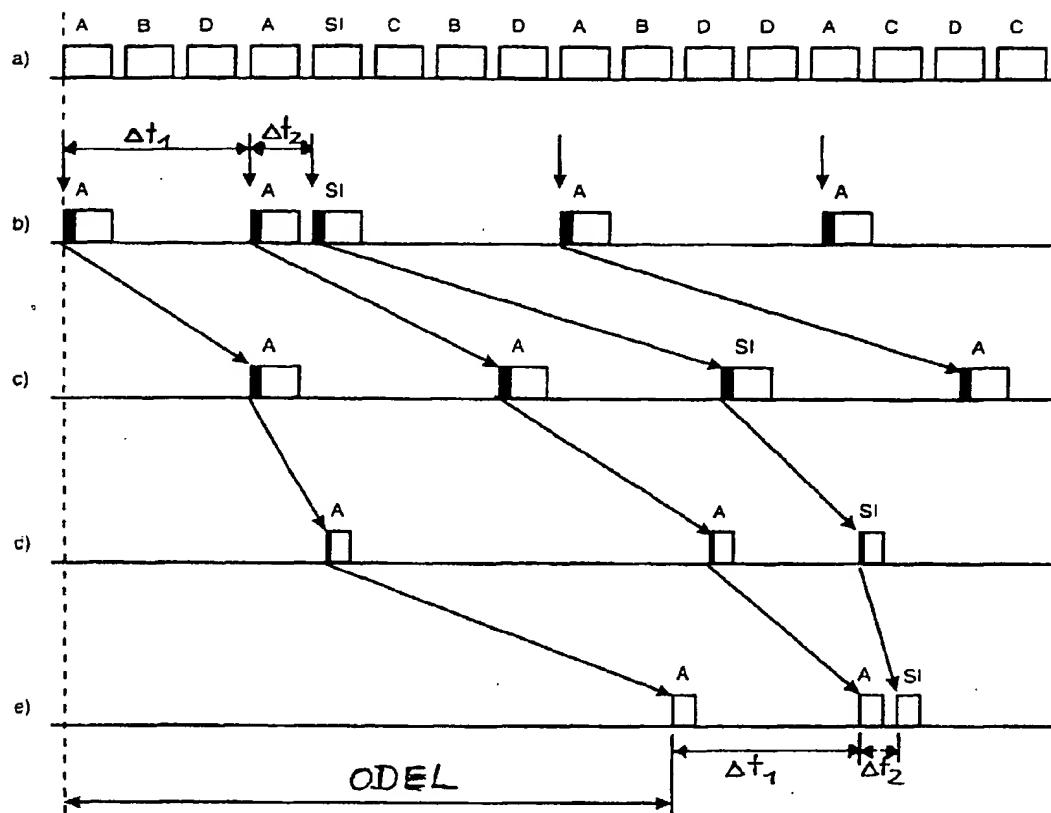 A B D A SI C B D A B D D A C D C
a)
Δt₁ Δt₂
A A SI A A
b)
A A SI A
c)
A A SI
d)
A A SI
e)
Δt₁ Δt₂
ODEL